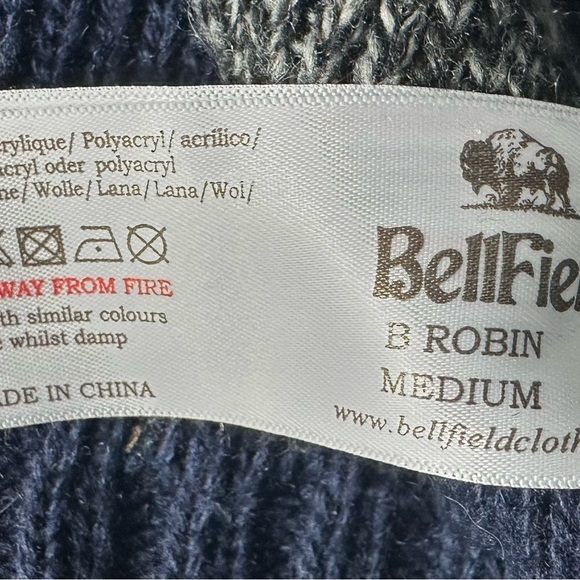 rylique/ Polyacryl/ acrilico/
acryl oder polyacryl
ne/ Wolle/ Lana/ Lana/ Wol/
WAY FROM FIRE
th similar colours
whilst damp
ADE IN CHINA
BellFiel
B ROBIN
MEDIUM
www.bellfieldcloth